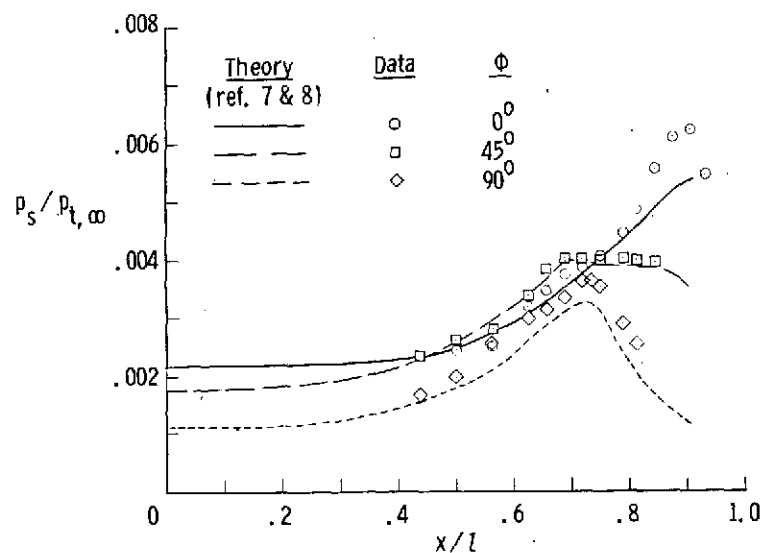 .008
Theory Data Φ
(ref. 7 & 8)
0°
.006
45°
90°
p_s/p_t,∞
.004
.002
0 .2 .4 .6 .8 1.0
x/l